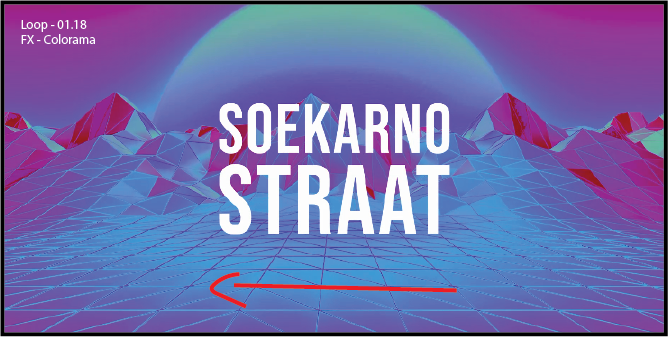 Loop - 01.18
FX - Colorama
SOEKARNO
STRAAT